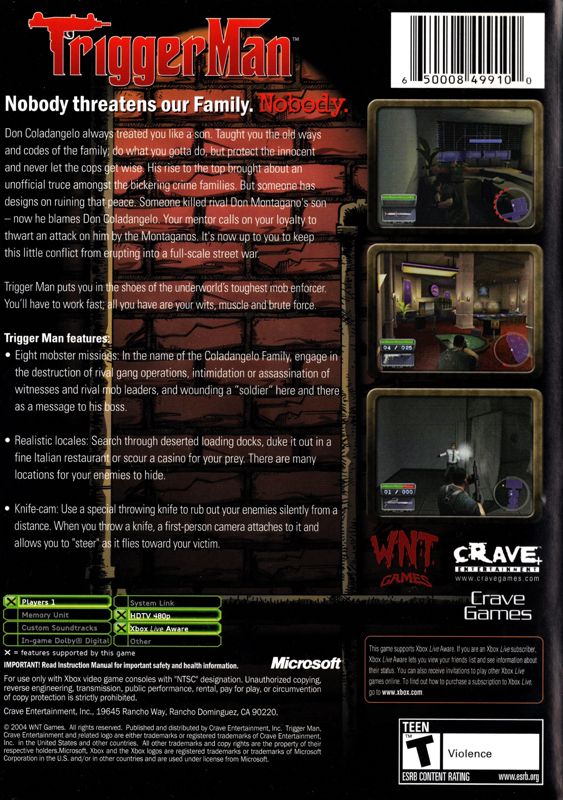 TriggerMan™
6 50008 49910 0
Nobody threatens our Family. Nobody.
Don Coladangelo always treated you like a son. Taught you the old ways
and codes of the family; do what you gotta do, but protect the innocent
and never let the cops get wise. His rise to the top brought about an
unofficial truce amongst the bickering crime families. But someone has
designs on ruining that peace. Someone killed rival Don Montagano's son
– now he blames Don Coladangelo. Your mentor calls on your loyalty to
thwart an attack on him by the Montaganos. It's now up to you to keep
this little conflict from erupting into a full-scale street war.
Trigger Man puts you in the shoes of the underworld's toughest mob enforcer.
You'll have to work fast; all you have are your wits, muscle and brute force.
Trigger Man features:
• Eight mobster missions: In the name of the Coladangelo Family, engage in
the destruction of rival gang operations, intimidation or assassination of
witnesses and rival mob leaders, and wounding a "soldier" here and there
as a message to his boss.
• Realistic locales: Search through deserted loading docks, duke it out in a
fine Italian restaurant or scour a casino for your prey. There are many
locations for your enemies to hide.
• Knife-cam: Use a special throwing knife to rub out your enemies silently from a
distance. When you throw a knife, a first-person camera attaches to it and
allows you to "steer" as it flies toward your victim.
04 / 025
01 / 000
WNT
GAMES
CRAVE
ENTERTAINMENT
www.cravegames.com
Crave
Games
X Players 1
Memory Unit
Custom Soundtracks
In-game Dolby® Digital
System Link
X HDTV 480p
X Xbox Live Aware
Other
X = features supported by this game
IMPORTANT! Read Instruction Manual for important safety and health information.
Microsoft
For use only with Xbox video game consoles with "NTSC" designation. Unauthorized copying,
reverse engineering, transmission, public performance, rental, pay for play, or circumvention
of copy protection is strictly prohibited.
Crave Entertainment, Inc., 19645 Rancho Way, Rancho Dominguez, CA 90220.
© 2004 WNT Games. All rights reserved. Published and distributed by Crave Entertainment, Inc. Trigger Man,
Crave Entertainment and related logo are either trademarks or registered trademarks of Crave Entertainment,
Inc. in the United States and other countries. All other trademarks and copy rights are the property of their
respective holders.Microsoft, Xbox and the Xbox logos are registered trademarks or trademarks of Microsoft
Corporation in the U.S. and/or in other countries and are used under license from Microsoft.
This game supports Xbox Live Aware. If you are an Xbox Live subscriber,
Xbox Live Aware lets you view your friends list and see information about
their status. You can also receive invitations to play other Xbox Live
games online. To find out how to purchase a subscription to Xbox Live,
go to www.xbox.com.
TEEN
T
Violence
ESRB CONTENT RATING www.esrb.org